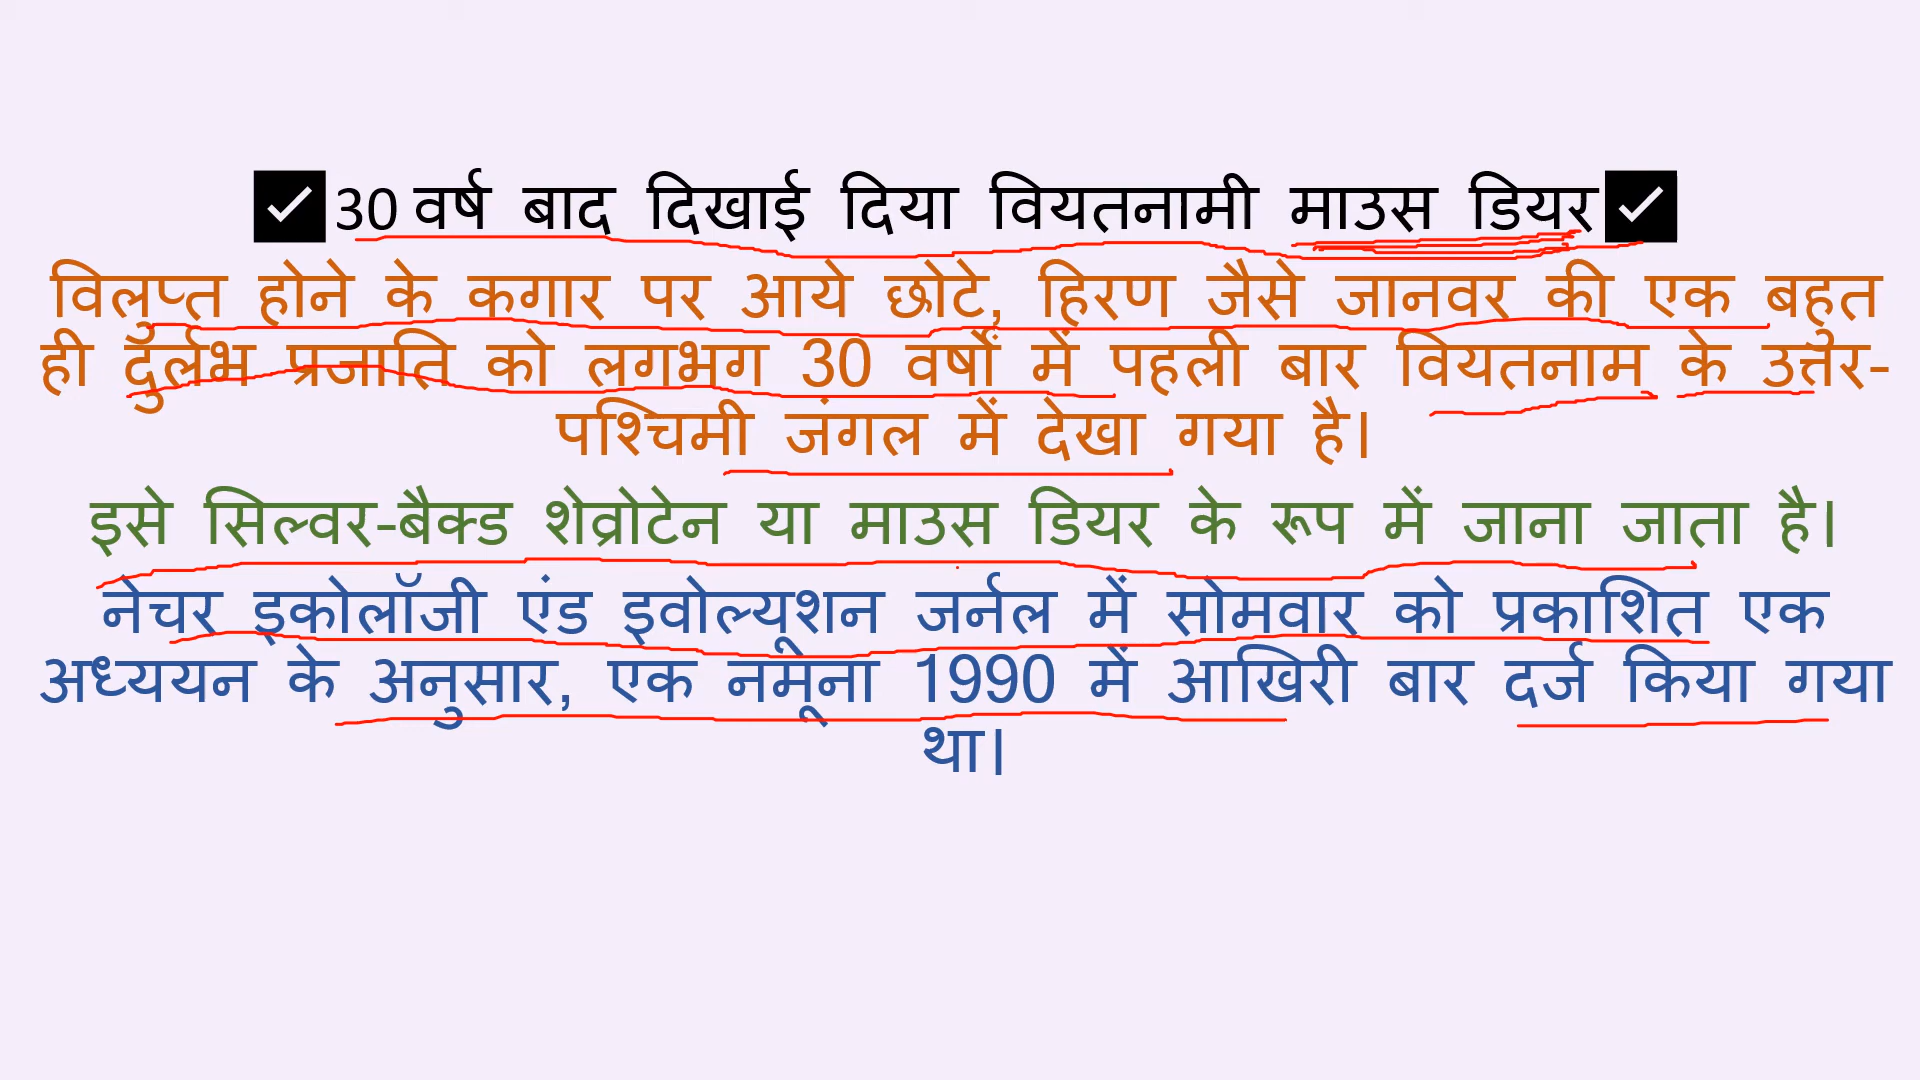 30 वर्ष बाद दिखाई दिया वियतनामी माउस डियर
विलुप्त होने के कगार पर आये छोटे, हिरण जैसे जानवर की एक बहुत
ही दुर्लभ प्रजाति को लगभग 30 वर्षों में पहली बार वियतनाम के उत्तर-
पश्चिमी जंगल में देखा गया है।
इसे सिल्वर-बैक्ड शेव्रोटेन या माउस डियर के रूप में जाना जाता है।
नेचर इकोलॉजी एंड इवोल्यूशन जर्नल में सोमवार को प्रकाशित एक
अध्ययन के अनुसार, एक नमूना 1990 में आखिरी बार दर्ज किया गया
था।